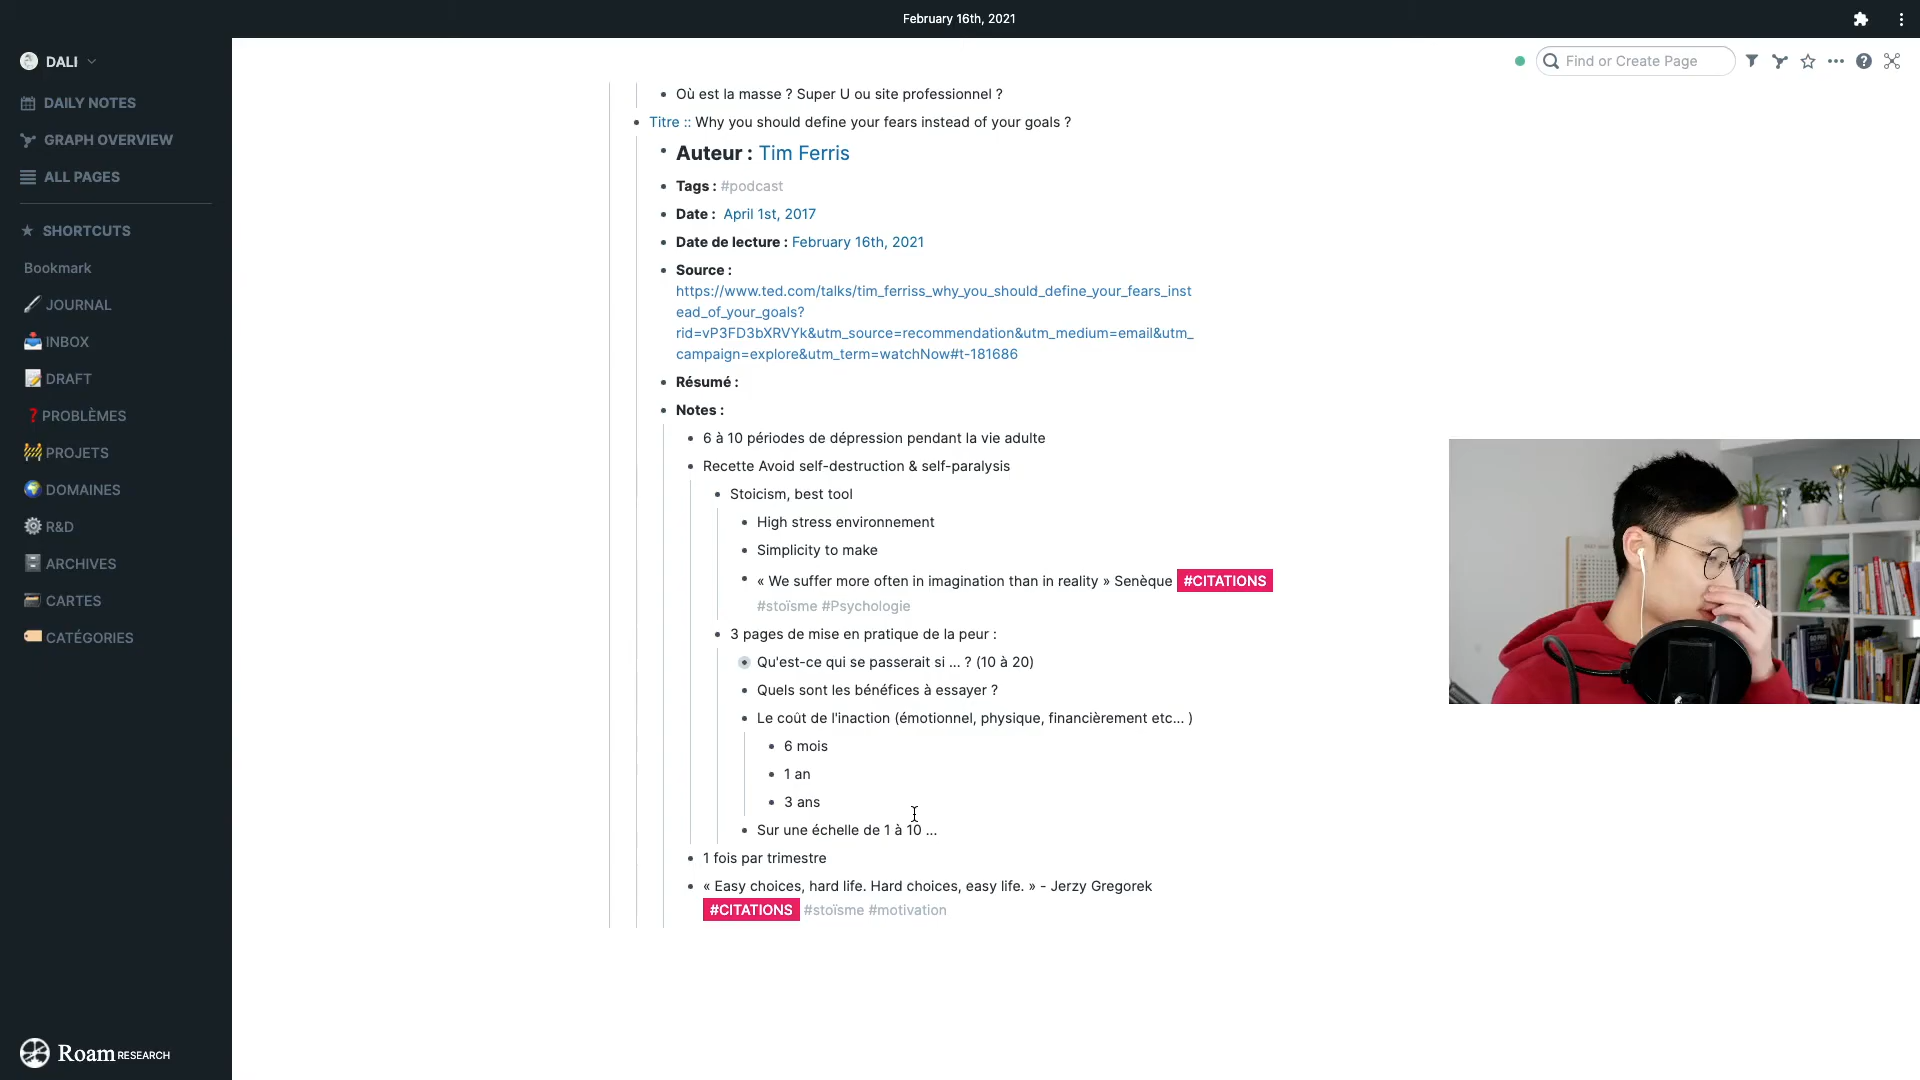 February 16th, 2021
DALI
DAILY NOTES
GRAPH OVERVIEW
ALL PAGES
SHORTCUTS
Bookmark
JOURNAL
INBOX
DRAFT
PROBLÈMES
PROJETS
DOMAINES
R&D
ARCHIVES
CARTES
CATÉGORIES
Roam RESEARCH
Find or Create Page
Où est la masse ? Super U ou site professionnel ?
Titre :: Why you should define your fears instead of your goals ?
Auteur : Tim Ferris
Tags : #podcast
Date : April 1st, 2017
Date de lecture : February 16th, 2021
Source :
https://www.ted.com/talks/tim_ferriss_why_you_should_define_your_fears_inst
ead_of_your_goals?
rid=vP3FD3bXRVYk&utm_source=recommendation&utm_medium=email&utm_
campaign=explore&utm_term=watchNow#t-181686
Résumé :
Notes :
6 à 10 périodes de dépression pendant la vie adulte
Recette Avoid self-destruction & self-paralysis
Stoicism, best tool
High stress environnement
Simplicity to make
« We suffer more often in imagination than in reality » Senèque #CITATIONS
#stoïsme #Psychologie
3 pages de mise en pratique de la peur :
Qu'est-ce qui se passerait si ... ? (10 à 20)
Quels sont les bénéfices à essayer ?
Le coût de l'inaction (émotionnel, physique, financièrement etc... )
6 mois
1 an
3 ans
Sur une échelle de 1 à 10 ...
1 fois par trimestre
« Easy choices, hard life. Hard choices, easy life. » - Jerzy Gregorek
#CITATIONS #stoïsme #motivation